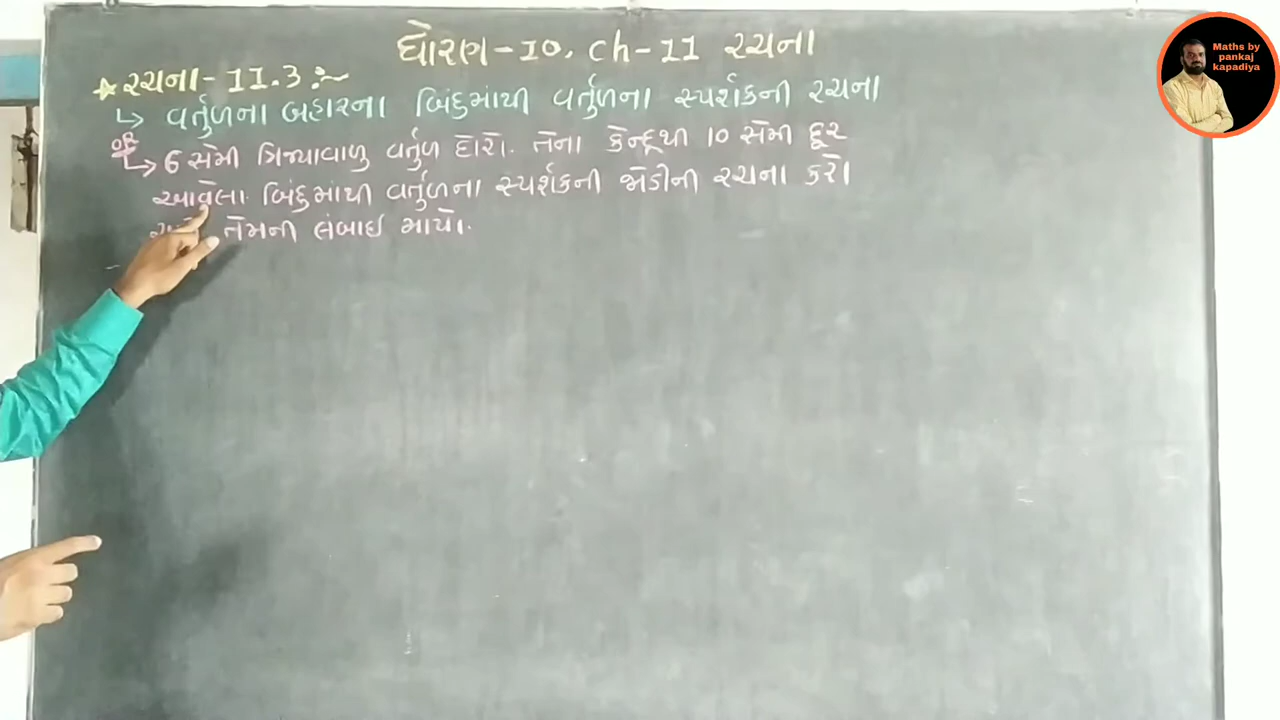 ધોરણ-10, ch-11 રચના
રચના-11.3:~
↳ વર્તુળના બહારના બિંદુમાંથી વર્તુળના સ્પર્શકની રચના
↳ 6 સેમી ત્રિજ્યાવાળુ વર્તુળ દોરો. તેના કેન્દ્રથી 10 સેમી દૂર
આવેલા બિંદુમાંથી વર્તુળના સ્પર્શકની જોડીની રચના કરો
તેમની લંબાઈ માપો.
Maths by
pankaj
kapadiya